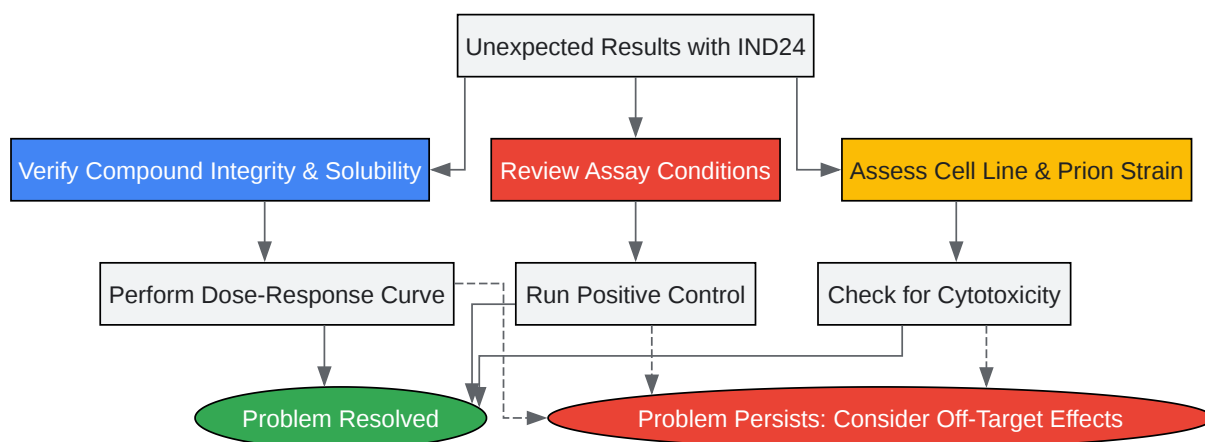 Unexpected Results with IND24
Verify Compound Integrity & Solubility
Review Assay Conditions
Assess Cell Line & Prion Strain
Perform Dose-Response Curve
Run Positive Control
Check for Cytotoxicity
Problem Resolved
Problem Persists: Consider Off-Target Effects